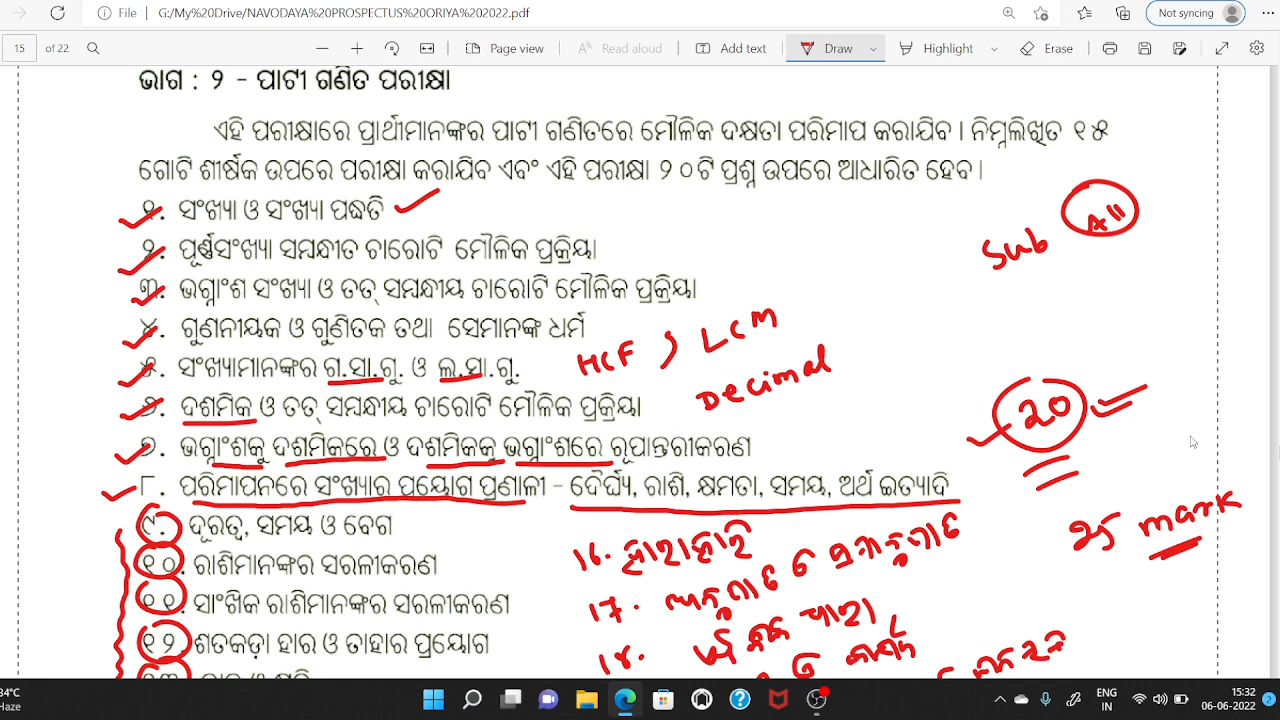 File | G:/My%20Drive/NAVODAYA%20PROSPECTUS%20ORIYA%202022.pdf
Not syncing
15 of 22
Page view
Read aloud
Add text
Draw
Highlight
Erase
ଭାଗ : ୨ - ପାଟୀ ଗଣିତ ପରୀକ୍ଷା
ଏହି ପରୀକ୍ଷାରେ ପ୍ରାର୍ଥୀମାନଙ୍କର ପାଟୀ ଗଣିତରେ ମୌଳିକ ଦକ୍ଷତା ପରିମାପ କରାଯିବ । ନିମ୍ନଲିଖିତ ୧୫
ଗୋଟି ଶୀର୍ଷକ ଉପରେ ପରୀକ୍ଷା କରାଯିବ ଏବଂ ଏହି ପରୀକ୍ଷା ୨୦ଟି ପ୍ରଶ୍ନ ଉପରେ ଆଧାରିତ ହେବ ।
୧. ସଂଖ୍ୟା ଓ ସଂଖ୍ୟା ପଦ୍ଧତି
Sub All
୨. ପୂର୍ଣ୍ଣସଂଖ୍ୟା ସମ୍ବନ୍ଧୀତ ଚାରୋଟି ମୌଳିକ ପ୍ରକ୍ରିୟା
୩. ଭଗ୍ନାଂଶ ସଂଖ୍ୟା ଓ ତତ୍ ସମ୍ବନ୍ଧୀୟ ଚାରୋଟି ମୌଳିକ ପ୍ରକ୍ରିୟା
୪. ଗୁଣନୀୟକ ଓ ଗୁଣିତକ ତଥା ସେମାନଙ୍କ ଧର୍ମ
HCF , LCM
୫. ସଂଖ୍ୟାମାନଙ୍କର ଗ.ସା.ଗୁ. ଓ ଲ.ସା.ଗୁ.
Decimal
୬. ଦଶମିକ ଓ ତତ୍ ସମ୍ବନ୍ଧୀୟ ଚାରୋଟି ମୌଳିକ ପ୍ରକ୍ରିୟା
20
୭. ଭଗ୍ନାଂଶକୁ ଦଶମିକରେ ଓ ଦଶମିକକୁ ଭଗ୍ନାଂଶରେ ରୂପାନ୍ତରୀକରଣ
୮. ପରିମାପନରେ ସଂଖ୍ୟାର ପୟୋଗ ପ୍ରଣାଳୀ - ଦୈର୍ଘ୍ୟ, ରାଶି, କ୍ଷମତା, ସମୟ, ଅର୍ଥ ଇତ୍ୟାଦି
୯. ଦୂରତ୍ୱ, ସମୟ ଓ ବେଗ
mark
16.
୧୦. ରାଶିମାନଙ୍କର ସରଳୀକରଣ
17.
୧୧. ସାଂଖିକ ରାଶିମାନଙ୍କର ସରଳୀକରଣ
୧୨. ଶତକଡ଼ା ହାର ଓ ତାହାର ପ୍ରୟୋଗ
34°C
Haze
ENG
IN
15:32
06-06-2022